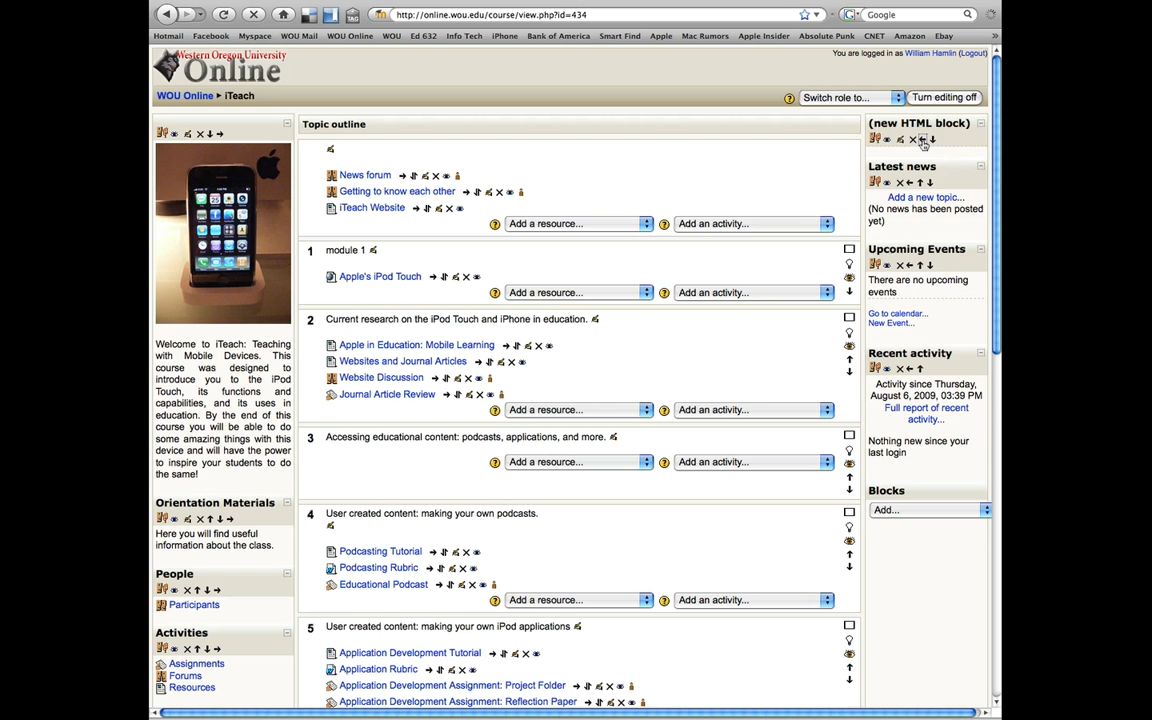 http://online.wou.edu/course/view.php?id=434
Google
Hotmail Facebook Myspace WOU Mail WOU Online WOU Ed 632 Info Tech iPhone Bank of America Smart Find Apple Mac Rumors Apple Insider Absolute Punk CNET Amazon Ebay
Western Oregon University
Online
You are logged in as William Hamlin (Logout)
WOU Online ► iTeach
Switch role to...
Turn editing off
Topic outline
(new HTML block)
News forum
Getting to know each other
iTeach Website
Add a resource... Add an activity...
1 module 1
Apple's iPod Touch
Add a resource... Add an activity...
2 Current research on the iPod Touch and iPhone in education.
Apple in Education: Mobile Learning
Websites and Journal Articles
Website Discussion
Journal Article Review
Add a resource... Add an activity...
3 Accessing educational content: podcasts, applications, and more.
Add a resource... Add an activity...
4 User created content: making your own podcasts.
Podcasting Tutorial
Podcasting Rubric
Educational Podcast
Add a resource... Add an activity...
5 User created content: making your own iPod applications
Application Development Tutorial
Application Rubric
Application Development Assignment: Project Folder
Application Development Assignment: Reflection Paper
Welcome to iTeach: Teaching
with Mobile Devices. This
course was designed to
introduce you to the iPod
Touch, its functions and
capabilities, and its uses in
education. By the end of this
course you will be able to do
some amazing things with this
device and will have the power
to inspire your students to do
the same!
Orientation Materials
Here you will find useful
information about the class.
People
Participants
Activities
Assignments
Forums
Resources
Latest news
Add a new topic...
(No news has been posted
yet)
Upcoming Events
There are no upcoming
events
Go to calendar...
New Event...
Recent activity
Activity since Thursday,
August 6, 2009, 03:39 PM
Full report of recent
activity...
Nothing new since your
last login
Blocks
Add...